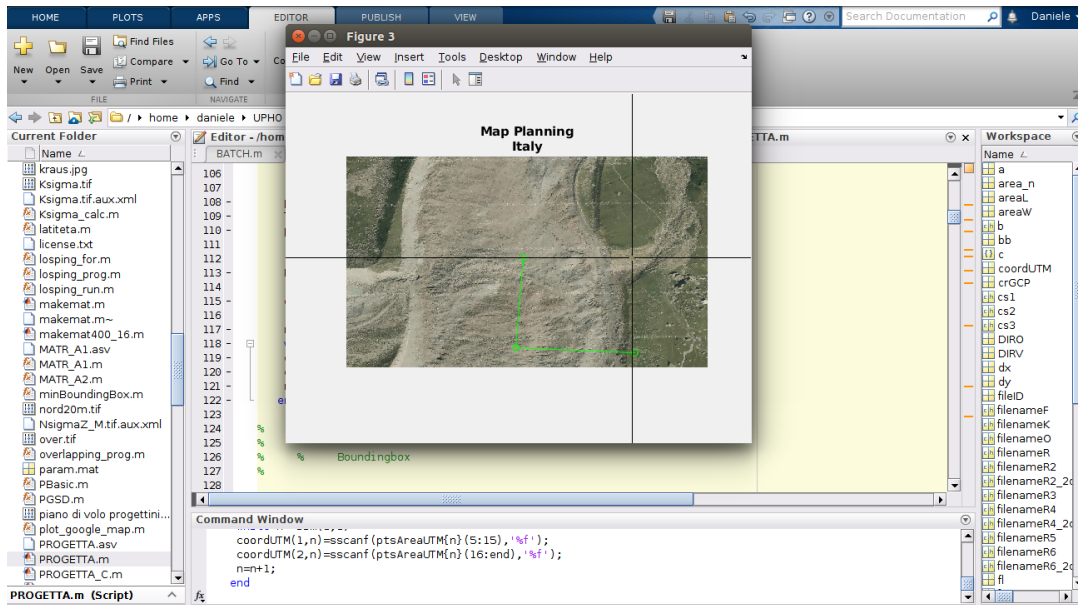 HOME PLOTS APPS EDITOR PUBLISH VIEW Search Documentation Daniele
New Open Save Find Files Compare Print Go To Find
FILE NAVIGATE
/ home daniele UPHO
Figure 3
File Edit View Insert Tools Desktop Window Help
Map Planning
Italy
Current Folder
Name
kraus.jpg
Ksigma.tif
Ksigma.tif.aux.xml
Ksigma_calc.m
latiteta.m
license.txt
losping_for.m
losping_prog.m
losping_run.m
makemat.m
makemat.m~
makemat400_16.m
MATR_A1.asv
MATR_A1.m
MATR_A2.m
minBoundingBox.m
nord20m.tif
NsigmaZ_M.tif.aux.xml
over.tif
overlapping_prog.m
param.mat
PBasic.m
PGSD.m
piano di volo progettini...
plot_google_map.m
PROGETTA.asv
PROGETTA.m
PROGETTA_C.m
PROGETTA.m (Script)
Editor - /hom
BATCH.m
106
107
108 -
109 -
110 -
111
112
113 -
114
115 -
116
117 -
118 -
119 -
120 -
121 -
122 -
123
124 %
125 %
126 % % Boundingbox
127 %
128
Command Window
coordUTM(1,n)=sscanf(ptsAreaUTM{n}(5:15),'%f');
coordUTM(2,n)=sscanf(ptsAreaUTM{n}(16:end),'%f');
n=n+1;
end
fx
Workspace
Name
a
area_n
areaL
areaW
b
bb
c
coordUTM
crGCP
cs1
cs2
cs3
DIRO
DIRV
dx
dy
fileID
filenameF
filenameK
filenameO
filenameR
filenameR2
filenameR2_2
filenameR3
filenameR4
filenameR4_2
filenameR5
filenameR6
filenameR6_2
fl